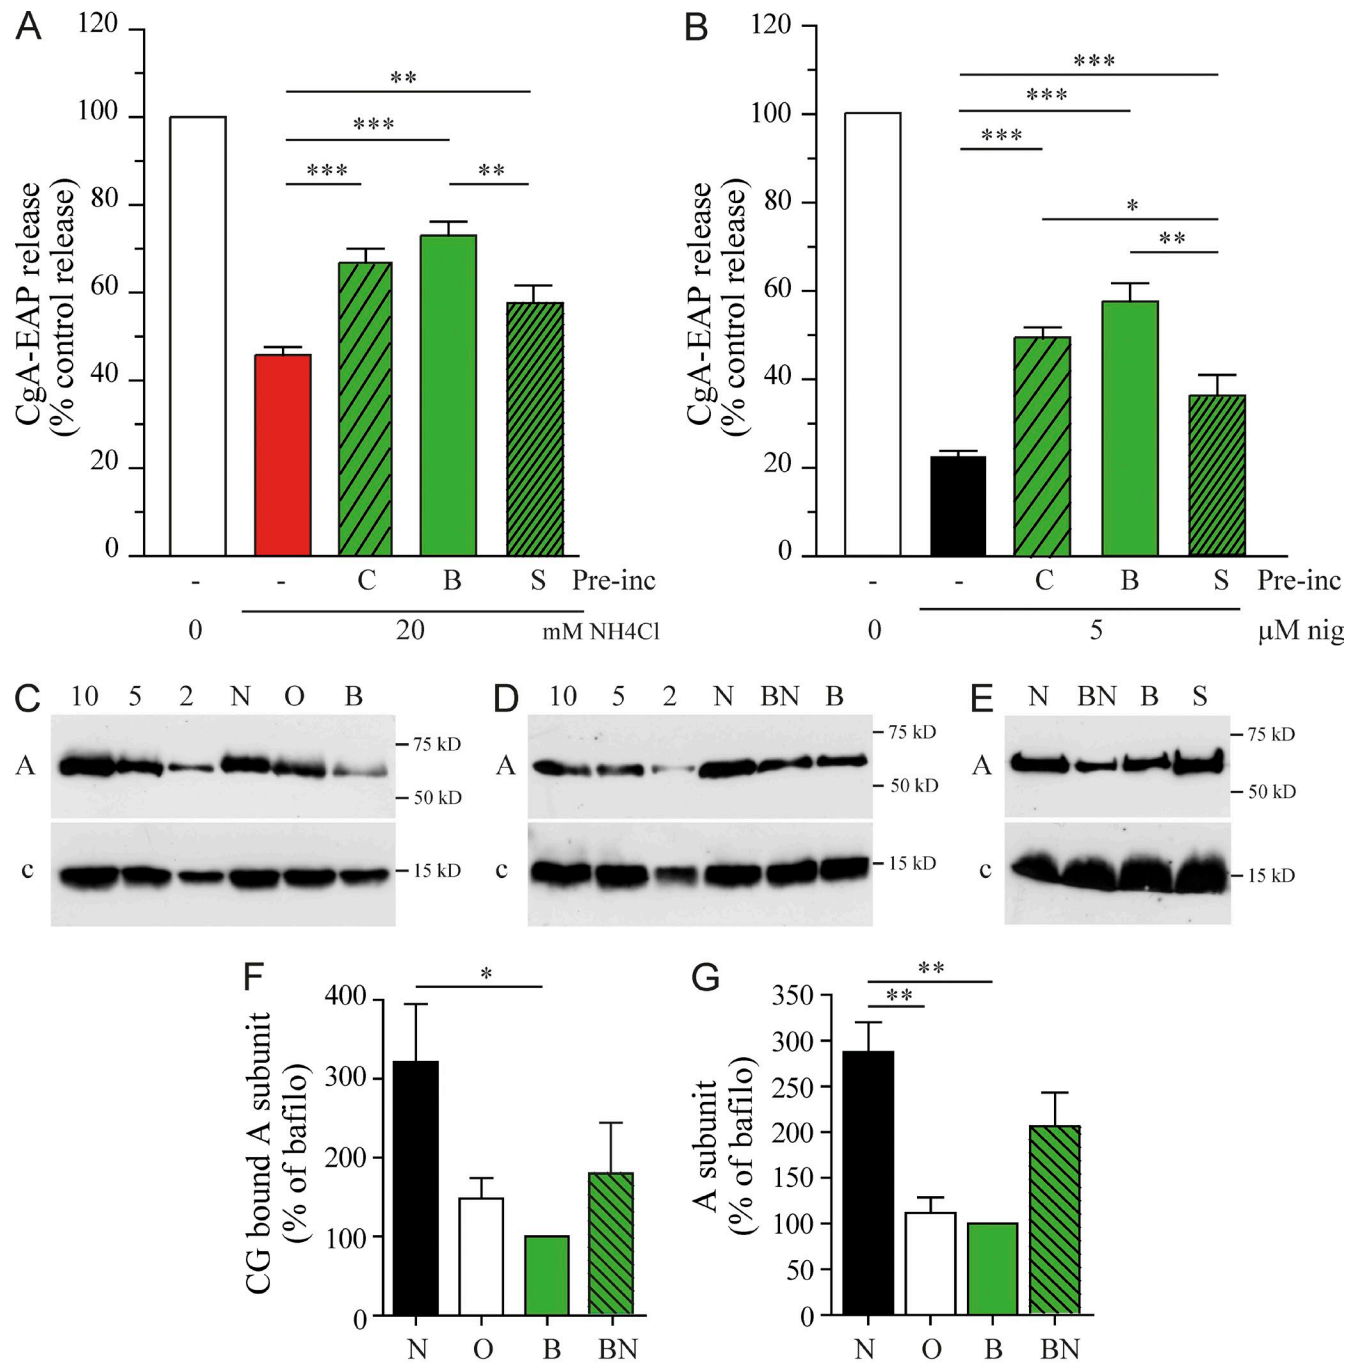 A
CgA-EAP release
(% control release)
120
100
80
60
40
20
0
**
***
*** **
- - C B S Pre-inc
0 20 mM NH4Cl
B
CgA-EAP release
(% control release)
120
100
80
60
40
20
0
***
***
***
*
**
- - C B S Pre-inc
0 5 µM nig
C 10 5 2 N O B
A
75 kD
50 kD
c
15 kD
D 10 5 2 N BN B
A
75 kD
50 kD
c
15 kD
E N BN B S
A
75 kD
50 kD
c
15 kD
F
CG bound A subunit
(% of bafilo)
400
300
200
100
0
*
N O B BN
G
A subunit
(% of bafilo)
350
300
250
200
150
100
50
0
**
**
N O B BN